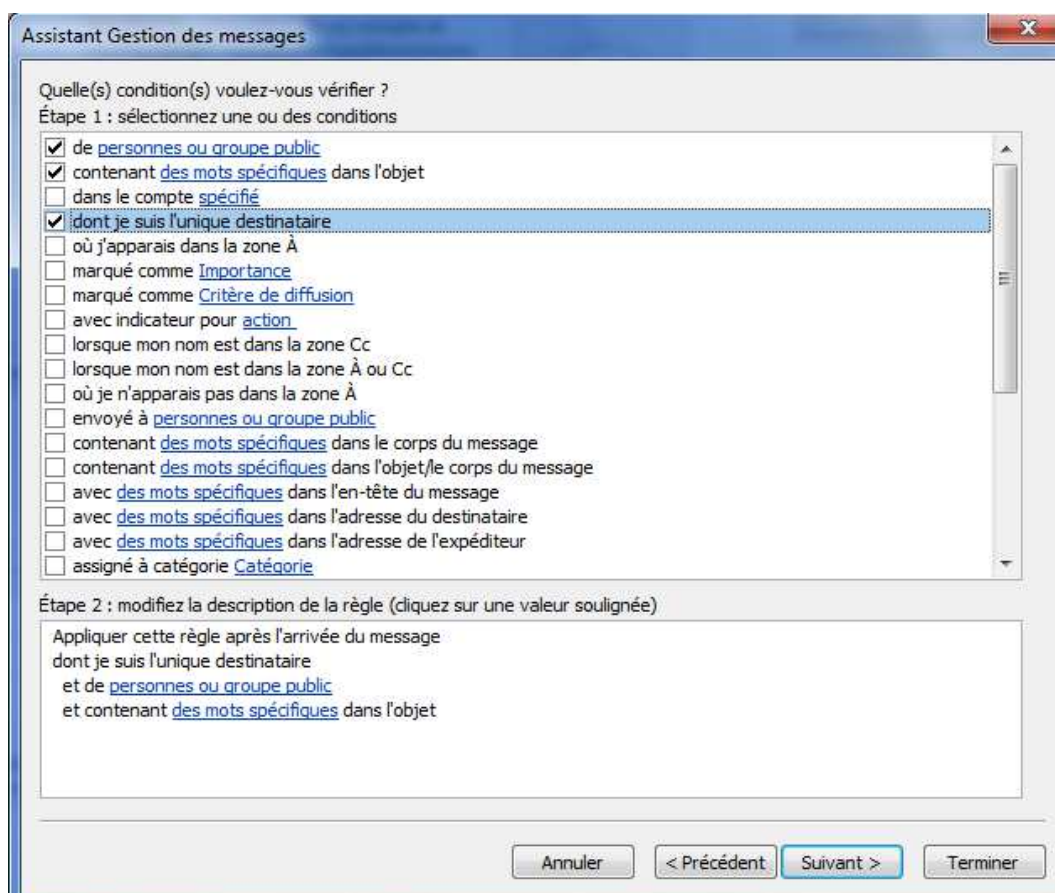 Assistant Gestion des messages
Quelle(s) condition(s) voulez-vous vérifier ?
Étape 1 : sélectionnez une ou des conditions
de personnes ou groupe public
contenant des mots spécifiques dans l'objet
dans le compte spécifié
dont je suis l'unique destinataire
où j'apparais dans la zone À
marqué comme Importance
marqué comme Critère de diffusion
avec indicateur pour action
lorsque mon nom est dans la zone Cc
lorsque mon nom est dans la zone À ou Cc
où je n'apparais pas dans la zone À
envoyé à personnes ou groupe public
contenant des mots spécifiques dans le corps du message
contenant des mots spécifiques dans l'objet/le corps du message
avec des mots spécifiques dans l'en-tête du message
avec des mots spécifiques dans l'adresse du destinataire
avec des mots spécifiques dans l'adresse de l'expéditeur
assigné à catégorie Catégorie
Étape 2 : modifiez la description de la règle (cliquez sur une valeur soulignée)
Appliquer cette règle après l'arrivée du message
dont je suis l'unique destinataire
et de personnes ou groupe public
et contenant des mots spécifiques dans l'objet
Annuler < Précédent Suivant > Terminer